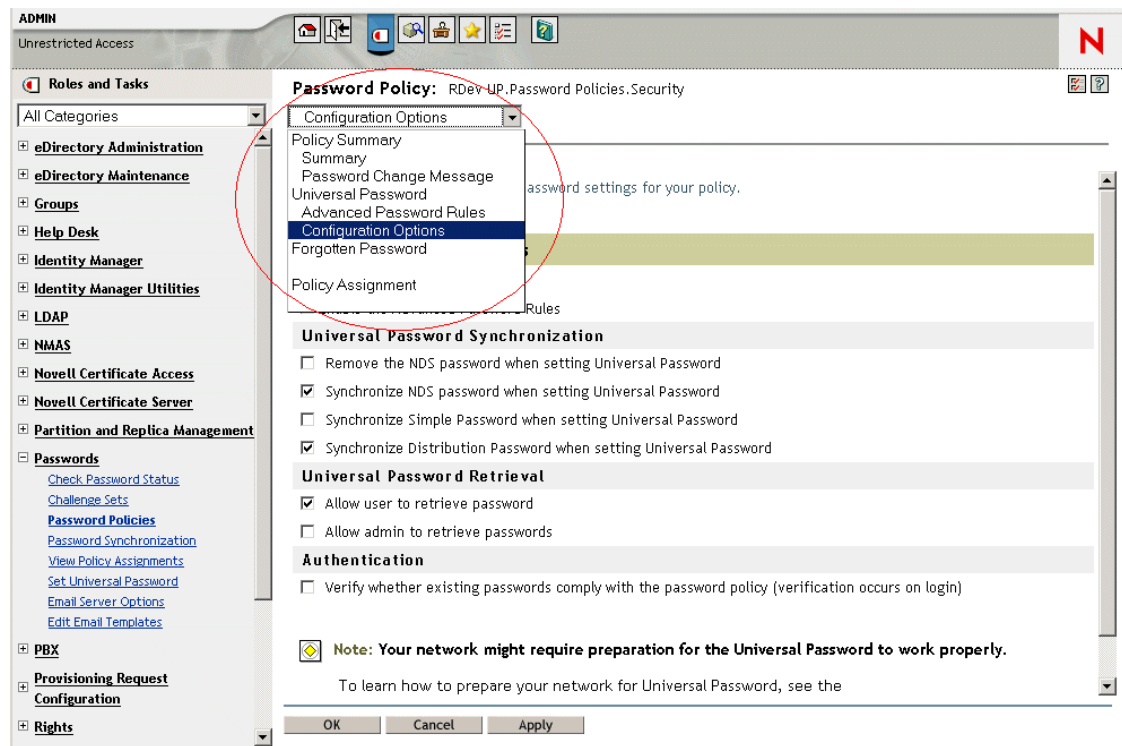 ADMIN
Unrestricted Access
N
Roles and Tasks
All Categories
eDirectory Administration
eDirectory Maintenance
Groups
Help Desk
Identity Manager
Identity Manager Utilities
LDAP
NMAS
Novell Certificate Access
Novell Certificate Server
Partition and Replica Management
Passwords
Check Password Status
Challenge Sets
Password Policies
Password Synchronization
View Policy Assignments
Set Universal Password
Email Server Options
Edit Email Templates
PBX
Provisioning Request
Configuration
Rights
Password Policy: RDev UP.Password Policies.Security
Configuration Options
Policy Summary
Summary
Password Change Message
Universal Password
Advanced Password Rules
Configuration Options
Forgotten Password
Policy Assignment
assword settings for your policy.
Rules
Universal Password Synchronization
Remove the NDS password when setting Universal Password
Synchronize NDS password when setting Universal Password
Synchronize Simple Password when setting Universal Password
Synchronize Distribution Password when setting Universal Password
Universal Password Retrieval
Allow user to retrieve password
Allow admin to retrieve passwords
Authentication
Verify whether existing passwords comply with the password policy (verification occurs on login)
Note: Your network might require preparation for the Universal Password to work properly.
To learn how to prepare your network for Universal Password, see the
OK Cancel Apply